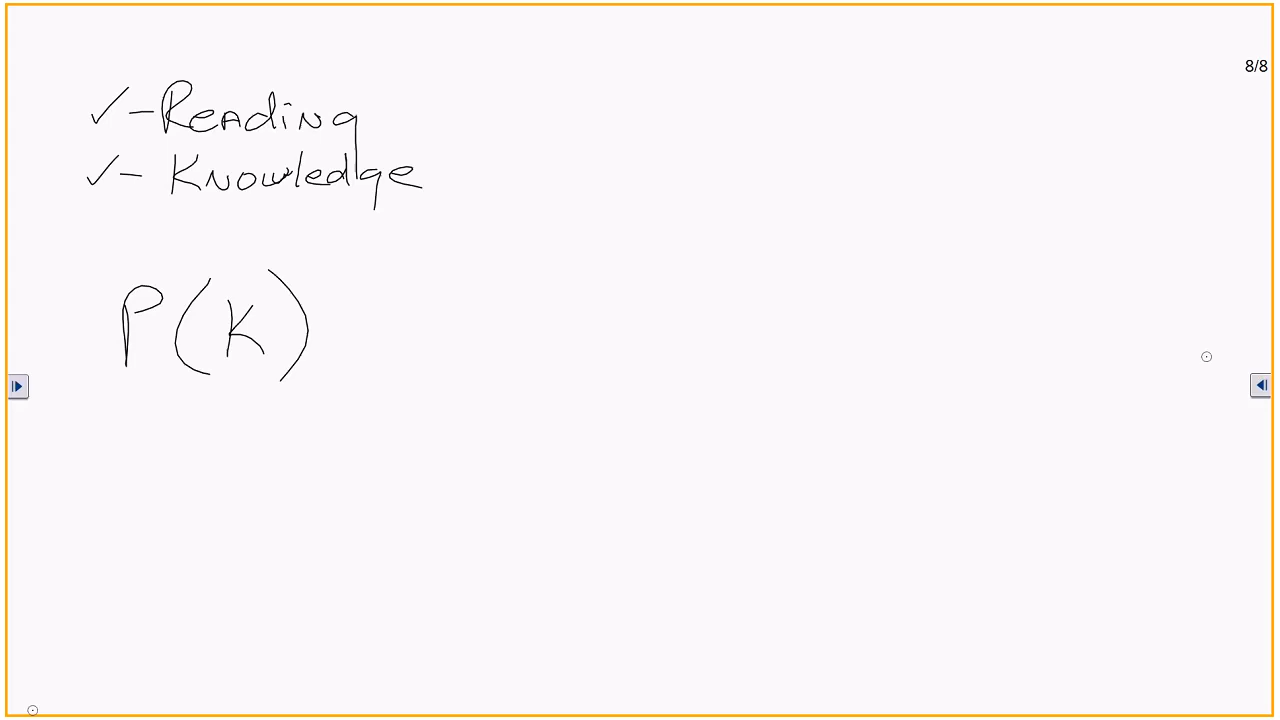 8/8
✓ - Reading
✓ - Knowledge
P(K)